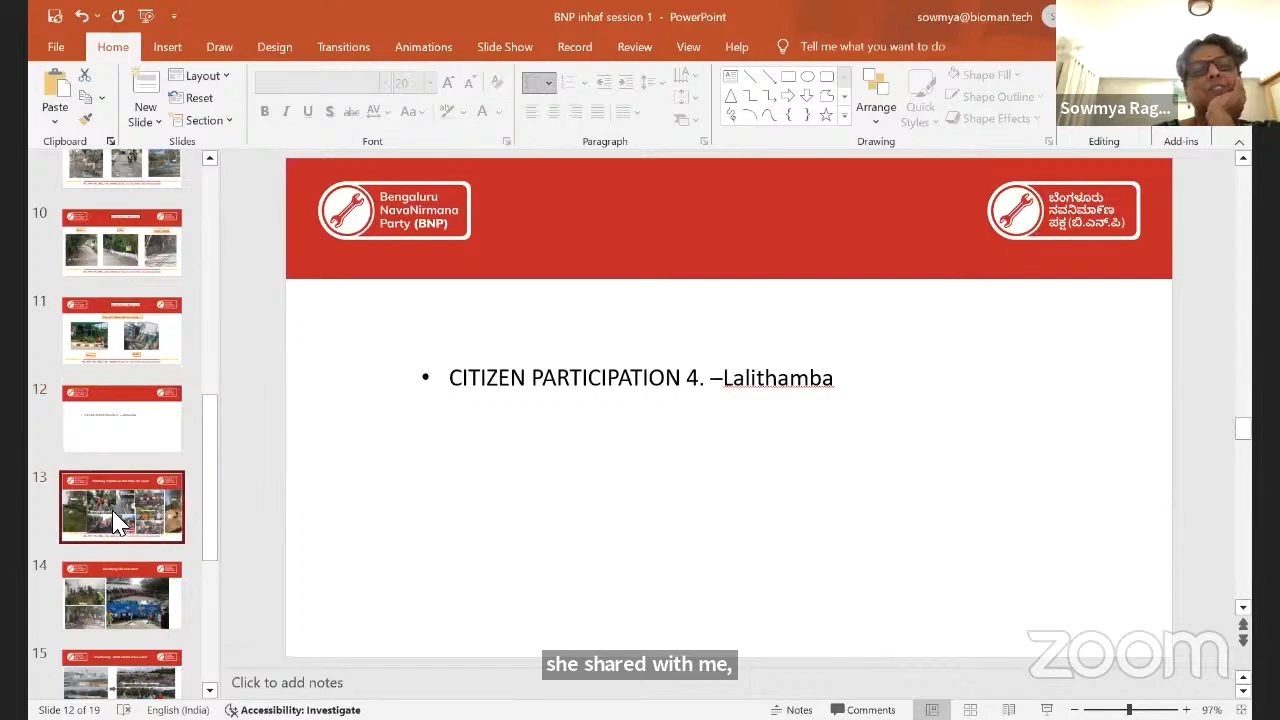 BNP inhaf session 1 - PowerPoint
sowmya@bioman.tech
File Home Insert Draw Design Transitions Animations Slide Show Record Review View Help Tell me what you want to do
Paste
New
Slide
Layout
Reset
Section
20
Arrange
Quick
Styles
Shape Fill
Shape Outline
Shape Effects
Clipboard
Slides
Font
Paragraph
Drawing
Editing
Add-ins
Sowmya Rag...
10
11
12
13
14
15
Bengaluru
NavaNirmana
Party (BNP)
ಬೆಂಗಳೂರು
ನವನಿರ್ಮಾಣ
ಪಕ್ಷ (ಬಿ.ಎನ್.ಪಿ)
• CITIZEN PARTICIPATION 4. –Lalithamba
zoom
she shared with me,
Click to add notes
Slide 12 of 19
English (India)
Accessibility: Investigate
Notes
Comments
97%